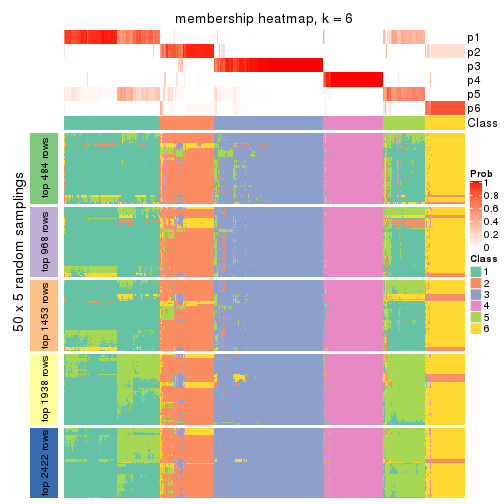 membership heatmap, k = 6
p1
p2
p3
p4
p5
p6
Class
50 x 5 random samplings
top 484 rows
top 968 rows
top 1453 rows
top 1938 rows
top 2422 rows
Prob
1
0.8
0.6
0.4
0.2
0
Class
1
2
3
4
5
6